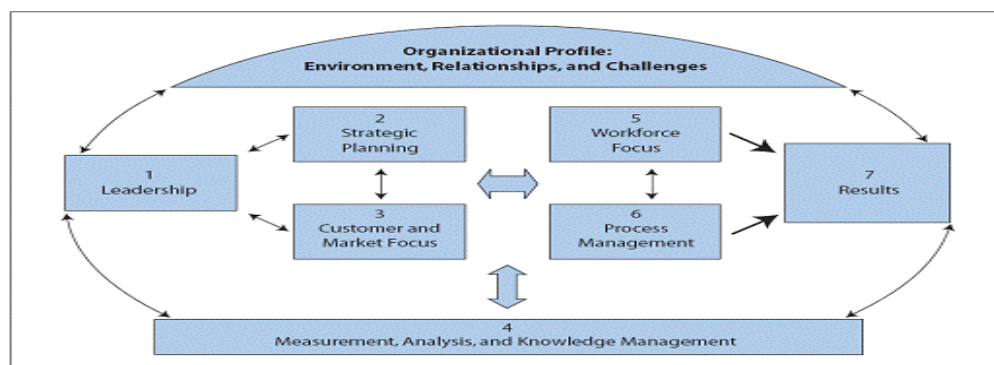 Organizational Profile:
Environment, Relationships, and Challenges
1
Leadership
2
Strategic
Planning
3
Customer and
Market Focus
5
Workforce
Focus
6
Process
Management
7
Results
4
Measurement, Analysis, and Knowledge Management